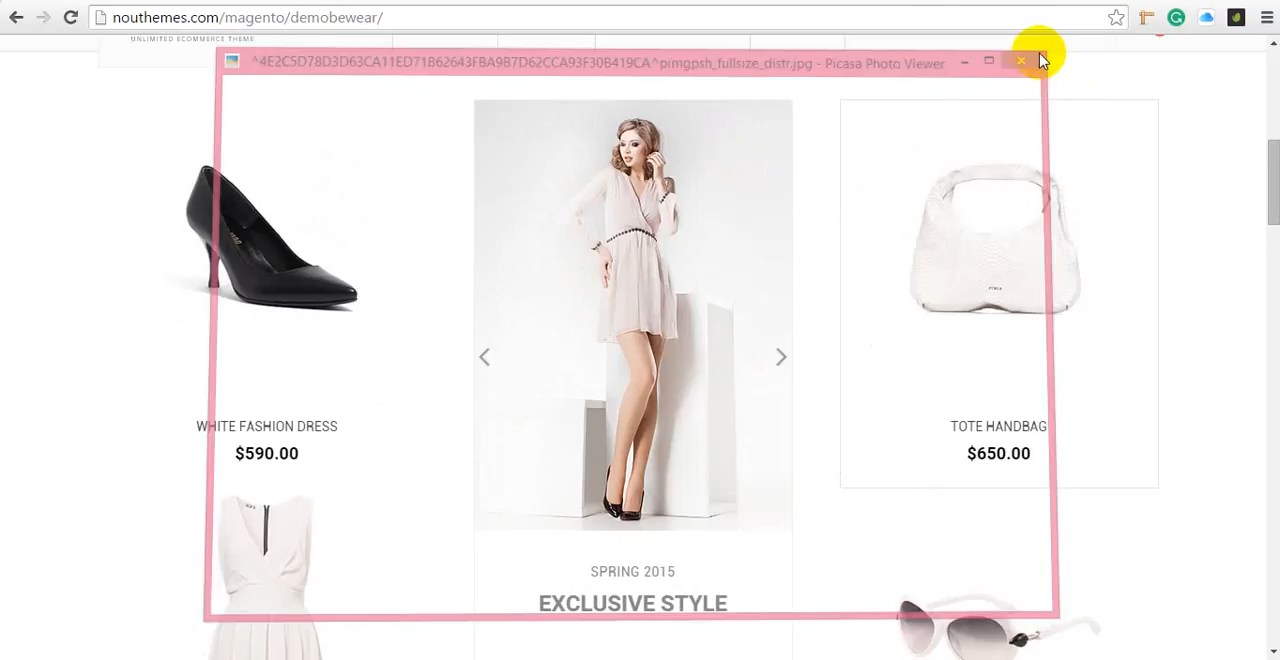 nouthemes.com/magento/demobewear/
UNLIMITED ECOMMERCE THEME
^4E2C5D78D3D63CA11ED71B62643FBA9B7D62CCA93F30B419CA^pimgpsh_fullsize_distr.jpg - Picasa Photo Viewer
WHITE FASHION DRESS
$590.00
TOTE HANDBAG
$650.00
SPRING 2015
EXCLUSIVE STYLE